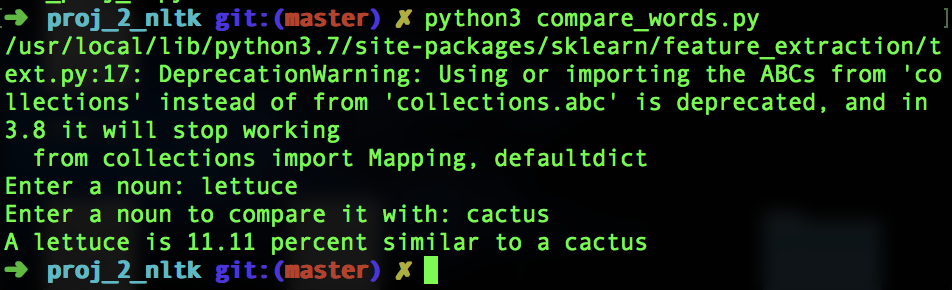 ➜ proj_2_nltk git:(master) ✗ python3 compare_words.py
/usr/local/lib/python3.7/site-packages/sklearn/feature_extraction/t
ext.py:17: DeprecationWarning: Using or importing the ABCs from 'co
llections' instead of from 'collections.abc' is deprecated, and in
3.8 it will stop working
  from collections import Mapping, defaultdict
Enter a noun: lettuce
Enter a noun to compare it with: cactus
A lettuce is 11.11 percent similar to a cactus
➜ proj_2_nltk git:(master) ✗